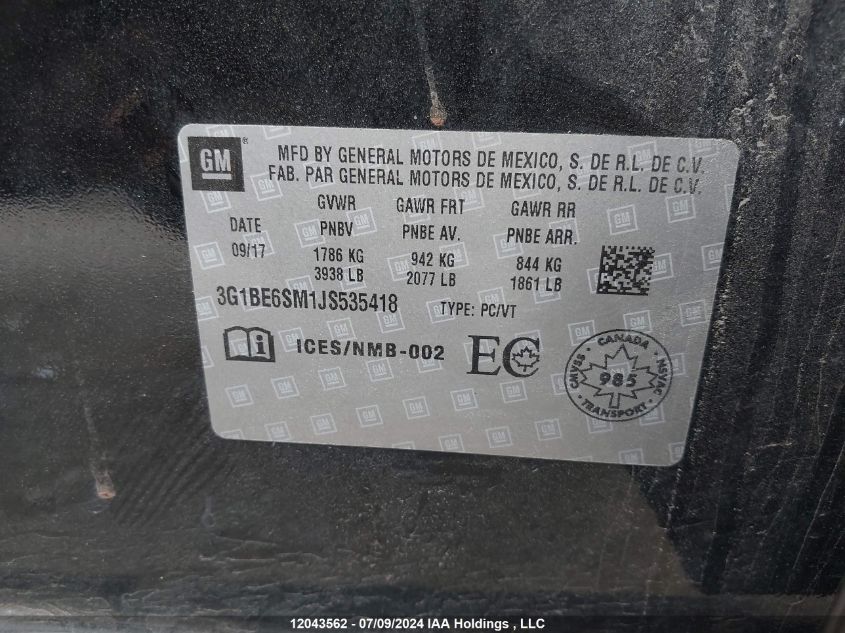 GM®
MFD BY GENERAL MOTORS DE MEXICO, S. DE R.L. DE C.V.
FAB. PAR GENERAL MOTORS DE MEXICO, S. DE R.L. DE C.V.
GVWR GAWR FRT GAWR RR
DATE PNBV PNBE AV. PNBE ARR.
09/17 1786 KG 942 KG 844 KG
3938 LB 2077 LB 1861 LB
3G1BE6SM1JS535418 TYPE: PC/VT
i ICES/NMB-002 EC
CANADA
CMVSS 985 NSVAC
TRANSPORT
12043562 - 07/09/2024 IAA Holdings , LLC